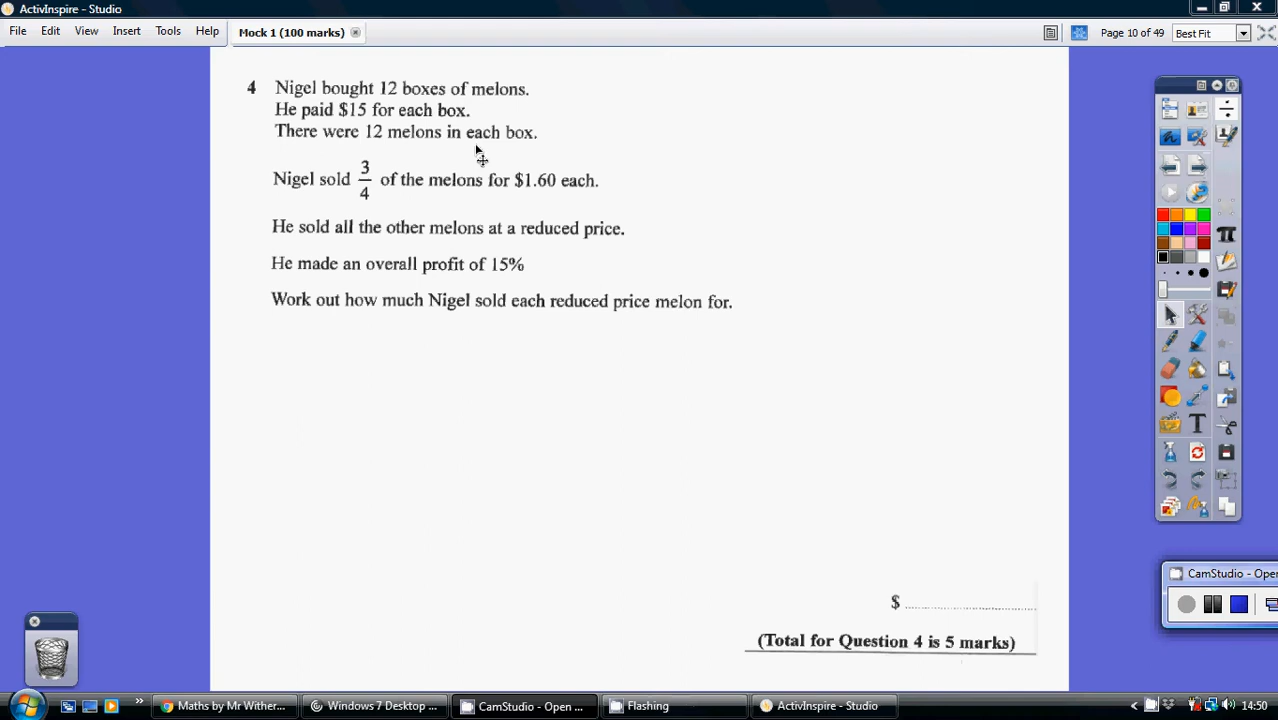 ActivInspire - Studio
File Edit View Insert Tools Help
Mock 1 (100 marks)
Page 10 of 49
Best Fit
4 Nigel bought 12 boxes of melons.
He paid $15 for each box.
There were 12 melons in each box.
Nigel sold 3/4 of the melons for $1.60 each.
He sold all the other melons at a reduced price.
He made an overall profit of 15%
Work out how much Nigel sold each reduced price melon for.
$ ................................
(Total for Question 4 is 5 marks)
CamStudio - Open
Maths by Mr Wither...
Windows 7 Desktop ...
CamStudio - Open ...
Flashing
ActivInspire - Studio
14:50